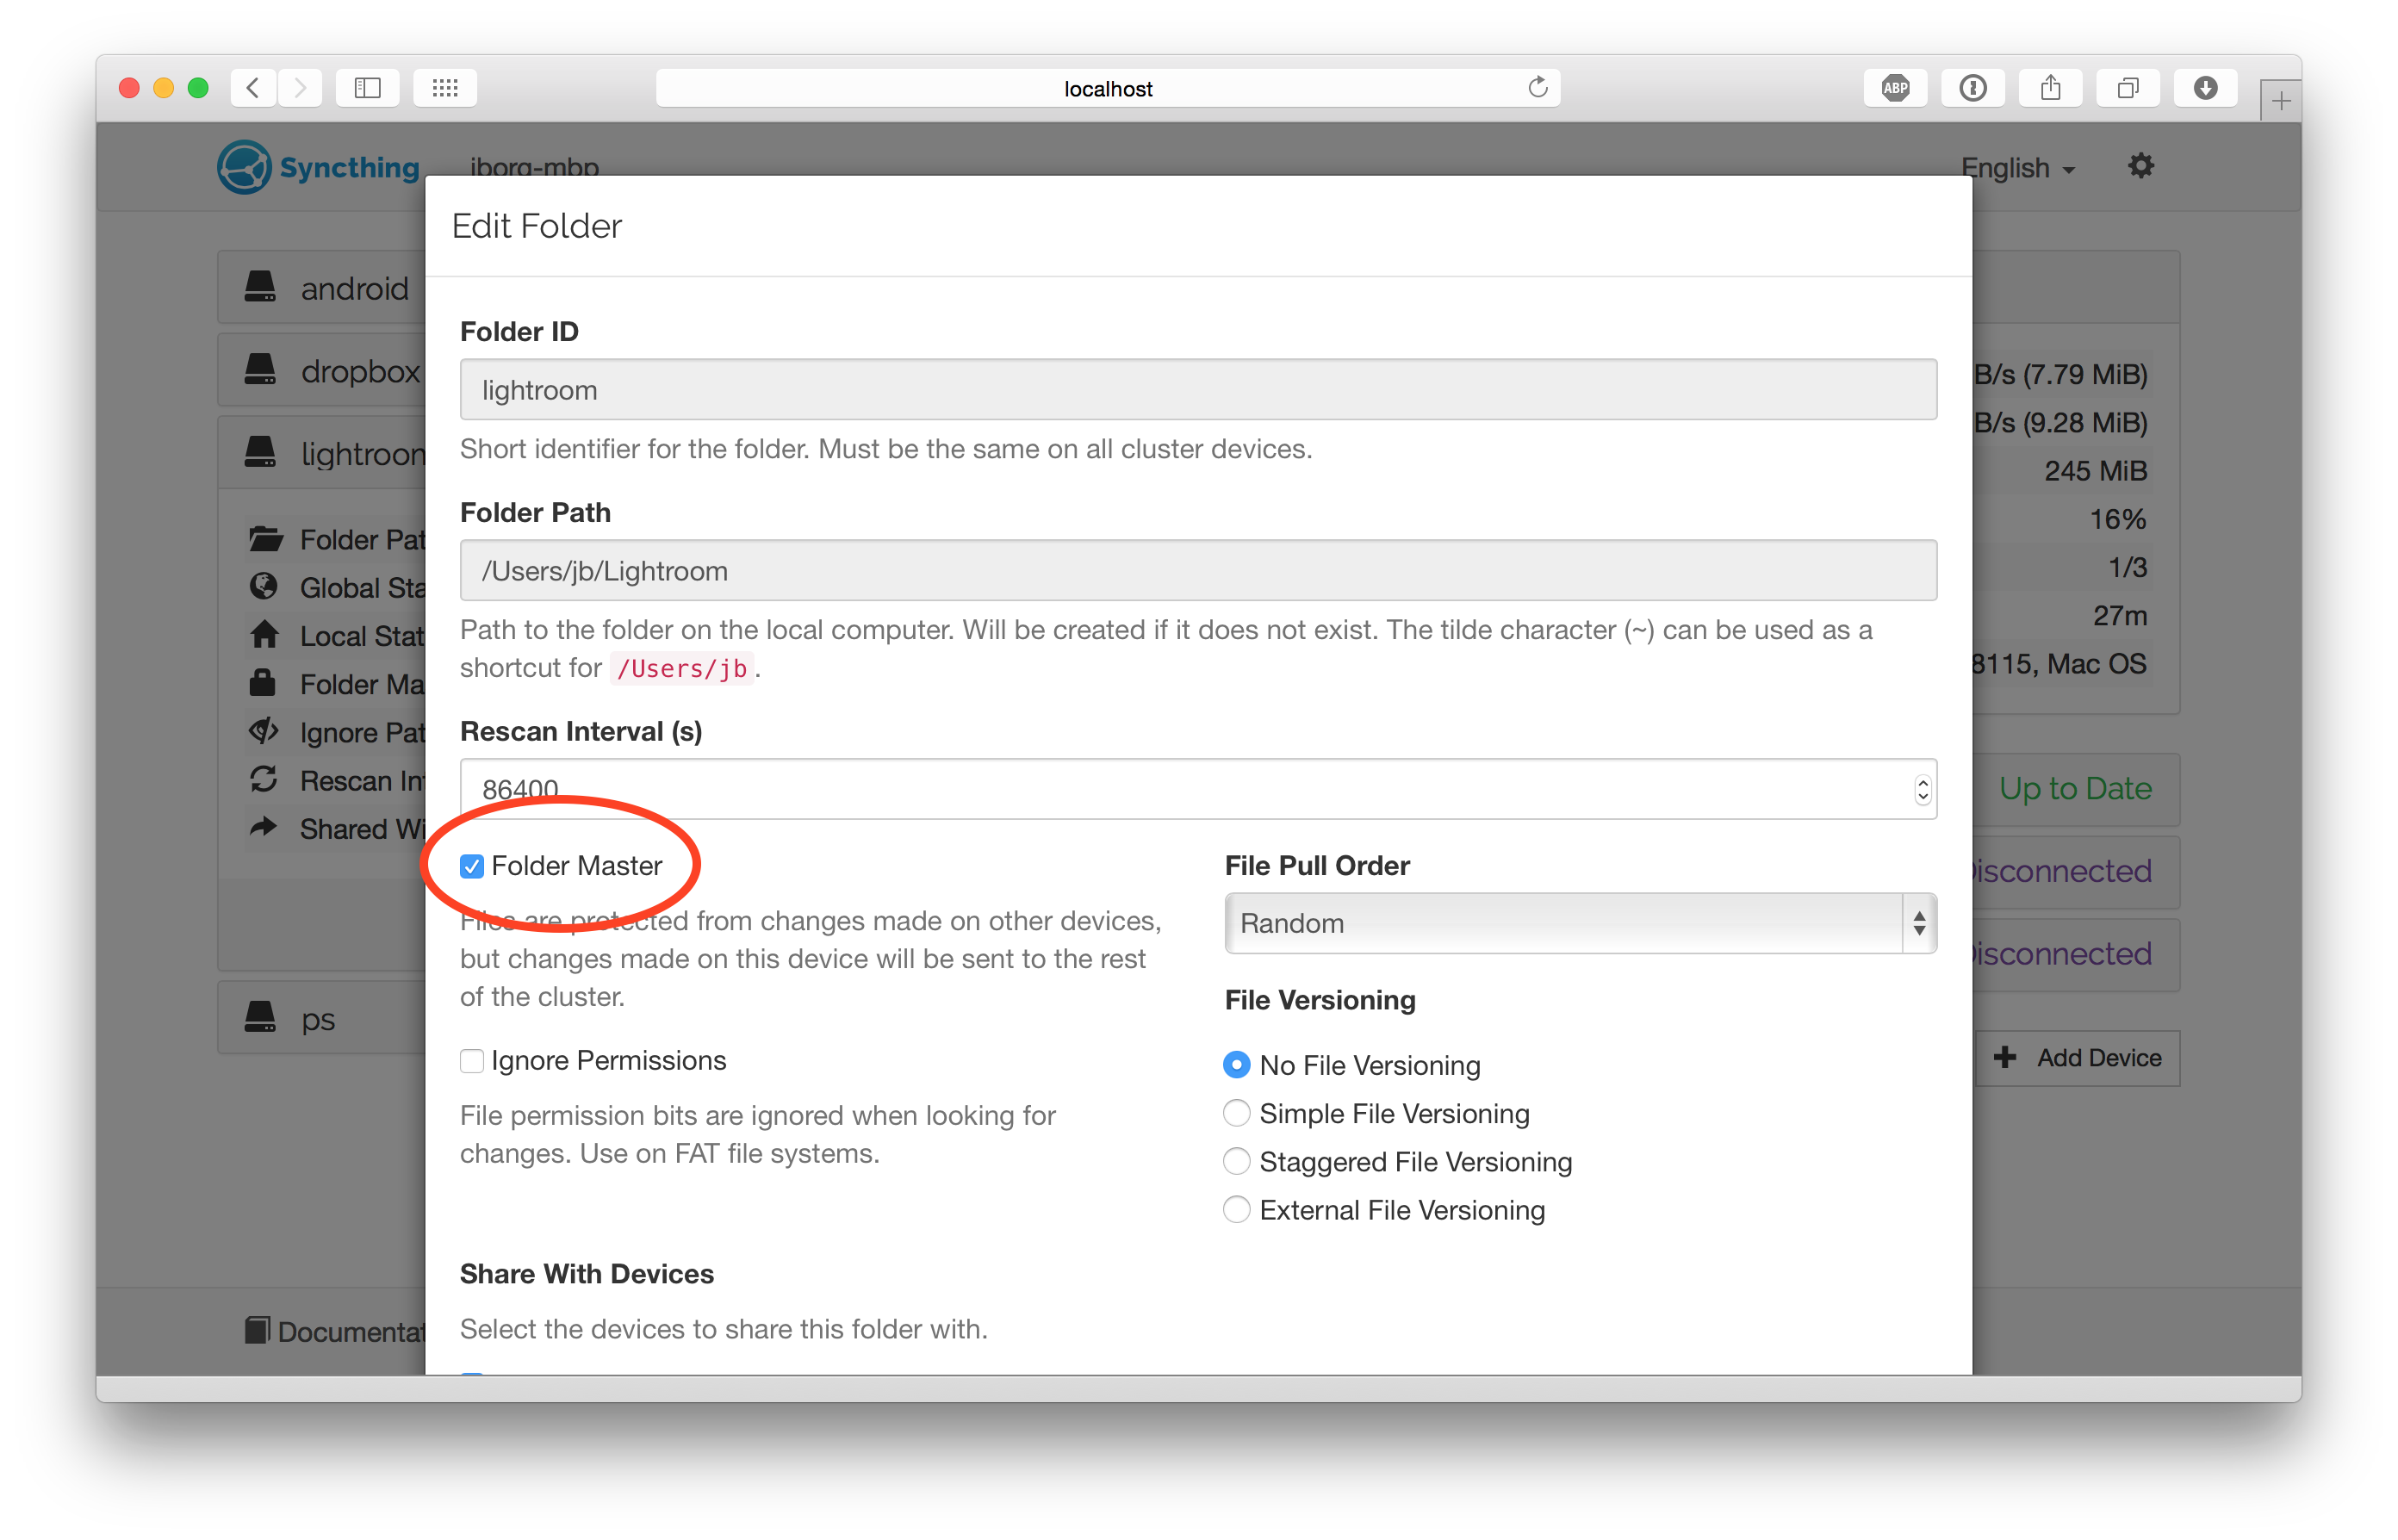 localhost
ABP
Syncthing jborg-mbp
English
Edit Folder
android
dropbox
lightroom
Folder Pat
Global Sta
Local Stat
Folder Ma
Ignore Pat
Rescan Int
Shared Wi
ps
Documentat
Folder ID
lightroom
Short identifier for the folder. Must be the same on all cluster devices.
Folder Path
/Users/jb/Lightroom
Path to the folder on the local computer. Will be created if it does not exist. The tilde character (~) can be used as a
shortcut for /Users/jb.
Rescan Interval (s)
86400
Folder Master
Files are protected from changes made on other devices,
but changes made on this device will be sent to the rest
of the cluster.
Ignore Permissions
File permission bits are ignored when looking for
changes. Use on FAT file systems.
File Pull Order
Random
File Versioning
No File Versioning
Simple File Versioning
Staggered File Versioning
External File Versioning
Share With Devices
Select the devices to share this folder with.
B/s (7.79 MiB)
B/s (9.28 MiB)
245 MiB
16%
1/3
27m
8115, Mac OS
Up to Date
isconnected
isconnected
Add Device